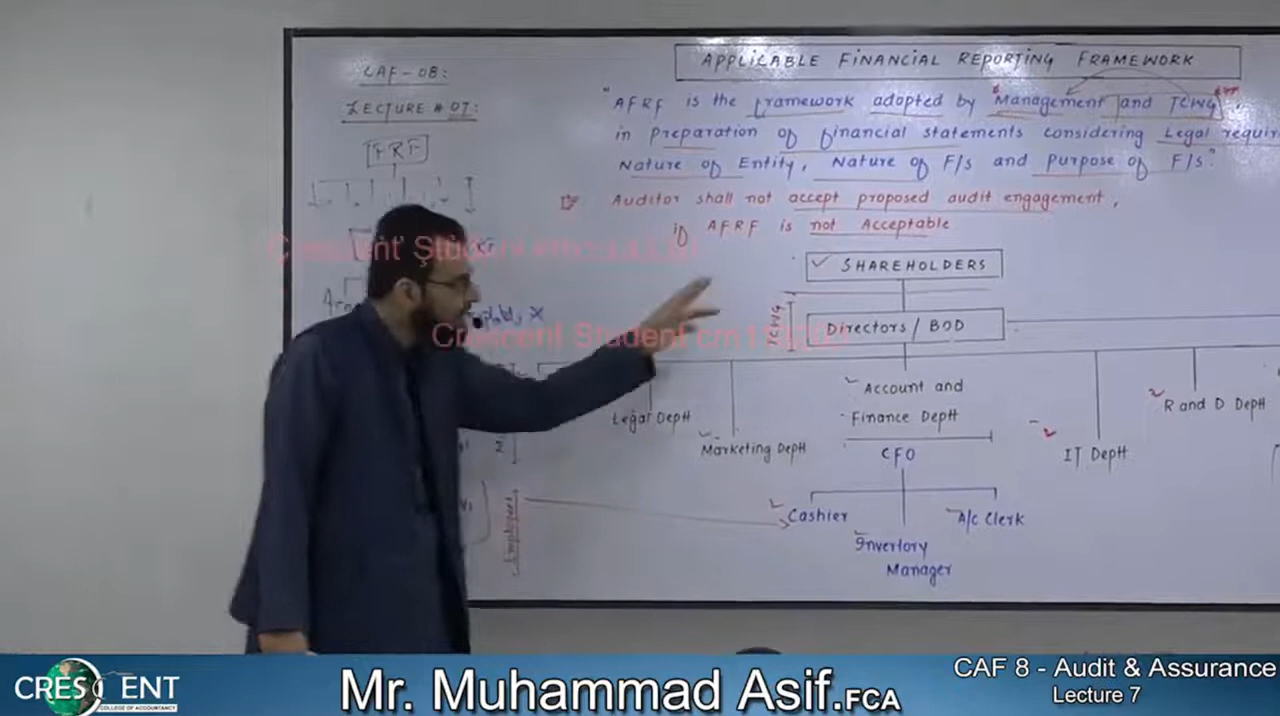 CAF-08:
LECTURE # 07:
FRF
APPLICABLE FINANCIAL REPORTING FRAMEWORK
"AFRF is the framework adopted by Management and TCWG,
in preparation of financial statements considering Legal requir
Nature of Entity, Nature of F/s and Purpose of F/s."
Auditor shall not accept proposed audit engagement,
if AFRF is not Acceptable
SHAREHOLDERS
TCWG
Directors / BOD
Legal Deptt
Marketing Deptt
Account and
Finance Deptt
CFO
IT Deptt
R and D Deptt
Cashier
Inventory
Manager
A/C Clerk
Employees
Crescent Student
Crescent Student cm
CRESCENT
COLLEGE OF ACCOUNTANCY
Mr. Muhammad Asif.FCA
CAF 8 - Audit & Assurance
Lecture 7